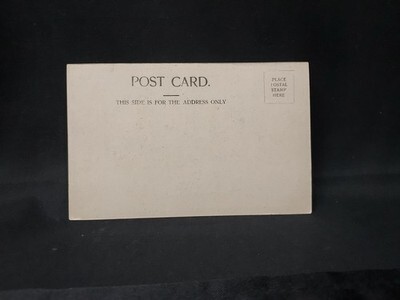 POST CARD.
THIS SIDE IS FOR THE ADDRESS ONLY
PLACE
POSTAL
STAMP
HERE